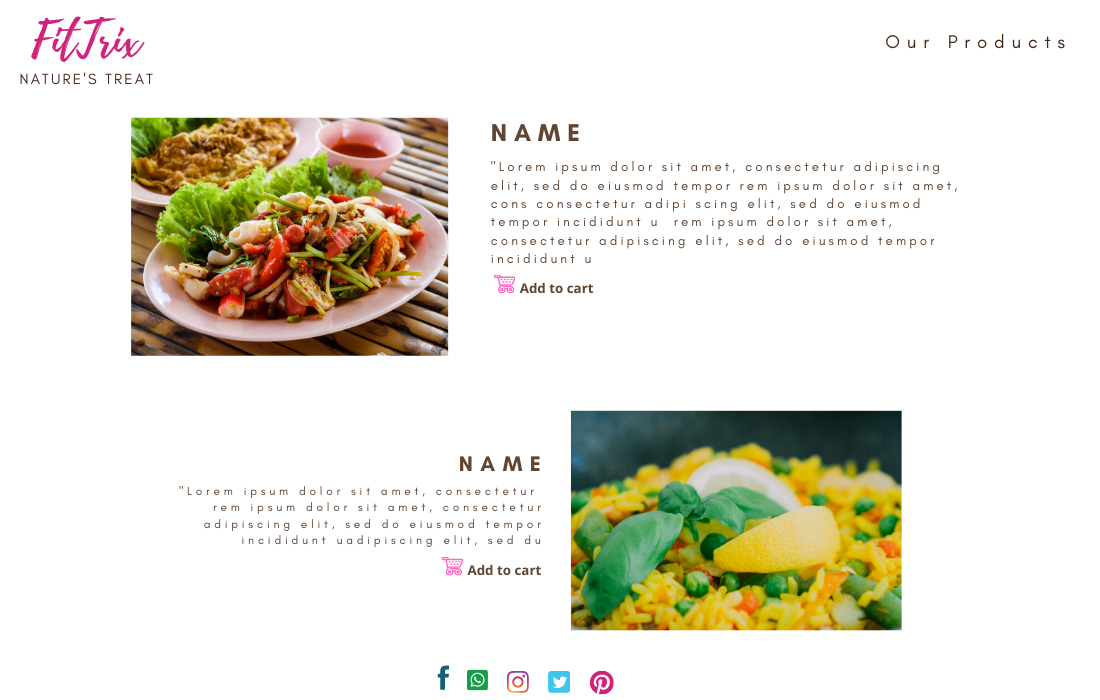 FitTrix
NATURE'S TREAT
Our Products
NAME
"Lorem ipsum dolor sit amet, consectetur adipiscing
elit, sed do eiusmod tempor rem ipsum dolor sit amet,
cons consectetur adipi scing elit, sed do eiusmod
tempor incididunt u rem ipsum dolor sit amet,
consectetur adipiscing elit, sed do eiusmod tempor
incididunt u
Add to cart
NAME
"Lorem ipsum dolor sit amet, consectetur
rem ipsum dolor sit amet, consectetur
adipiscing elit, sed do eiusmod tempor
incididunt uadipiscing elit, sed du
Add to cart